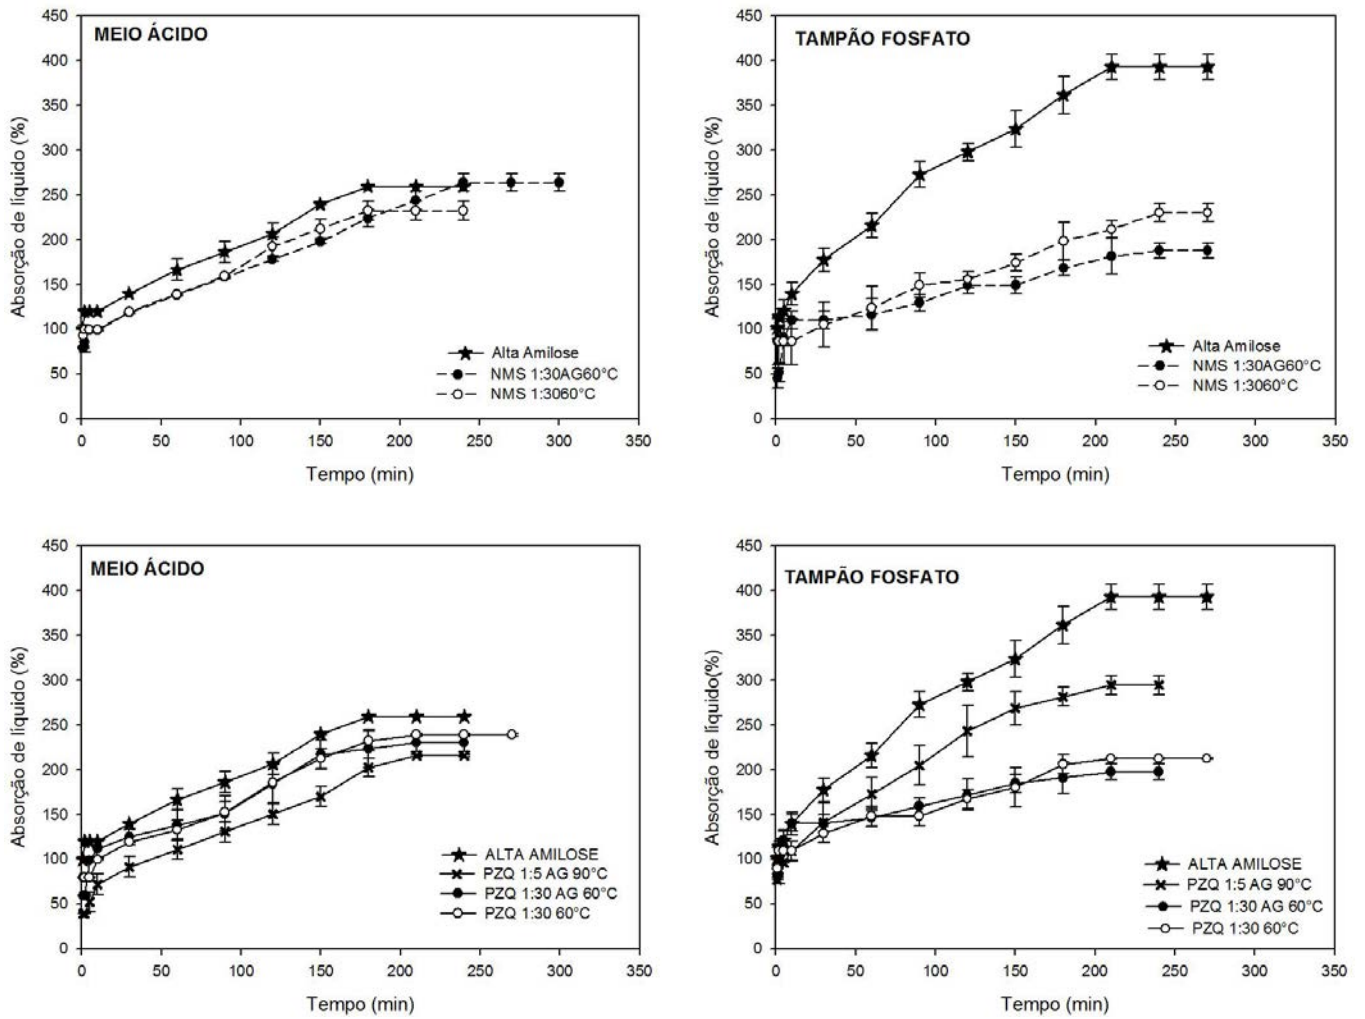 MEIO ÁCIDO
Absorção de líquido (%)
450
400
350
300
250
200
150
100
50
0
Alta Amilose
NMS 1:30AG60°C
NMS 1:3060°C
0 50 100 150 200 250 300 350
Tempo (min)
TAMPÃO FOSFATO
Absorção de líquido (%)
450
400
350
300
250
200
150
100
50
0
Alta Amilose
NMS 1:30AG60°C
NMS 1:3060°C
0 50 100 150 200 250 300 350
Tempo (min)
MEIO ÁCIDO
Absorção de líquido (%)
450
400
350
300
250
200
150
100
50
0
ALTA AMILOSE
PZQ 1:5 AG 90°C
PZQ 1:30 AG 60°C
PZQ 1:30 60°C
0 50 100 150 200 250 300 350
Tempo (min)
TAMPÃO FOSFATO
Absorção de líquido(%)
450
400
350
300
250
200
150
100
50
0
ALTA AMILOSE
PZQ 1:5 AG 90°C
PZQ 1:30 AG 60°C
PZQ 1:30 60°C
0 50 100 150 200 250 300 350
Tempo (min)